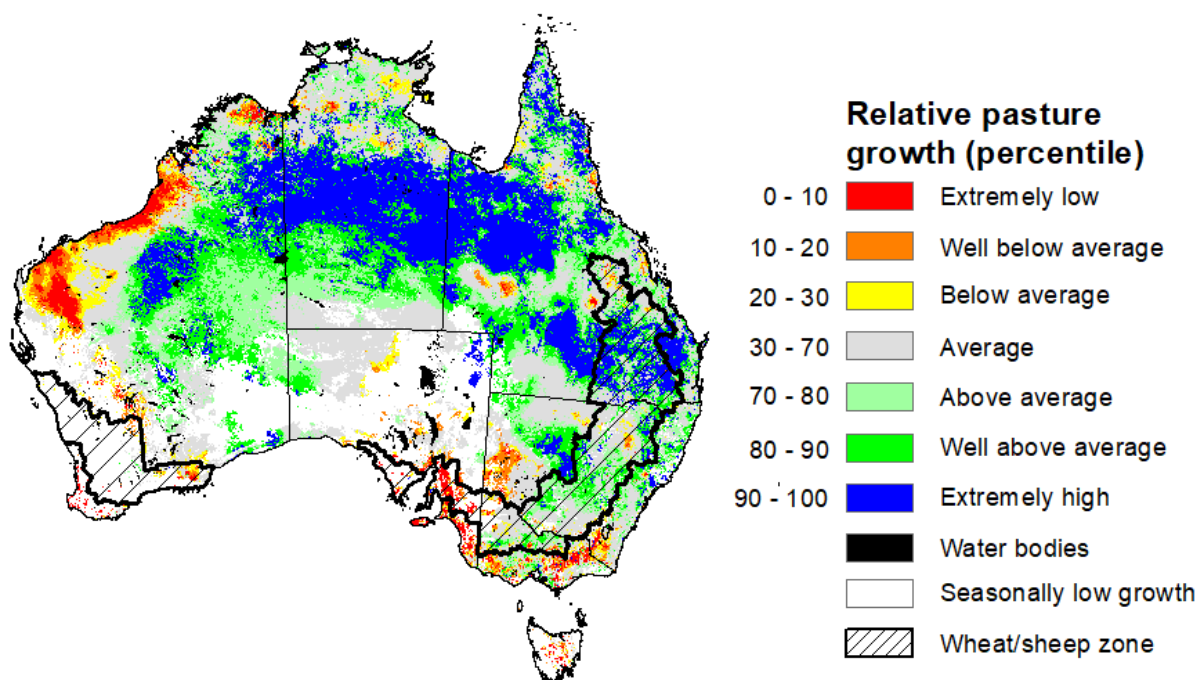 Relative pasture
growth (percentile)
0 - 10 Extremely low
10 - 20 Well below average
20 - 30 Below average
30 - 70 Average
70 - 80 Above average
80 - 90 Well above average
90 - 100 Extremely high
Water bodies
Seasonally low growth
Wheat/sheep zone